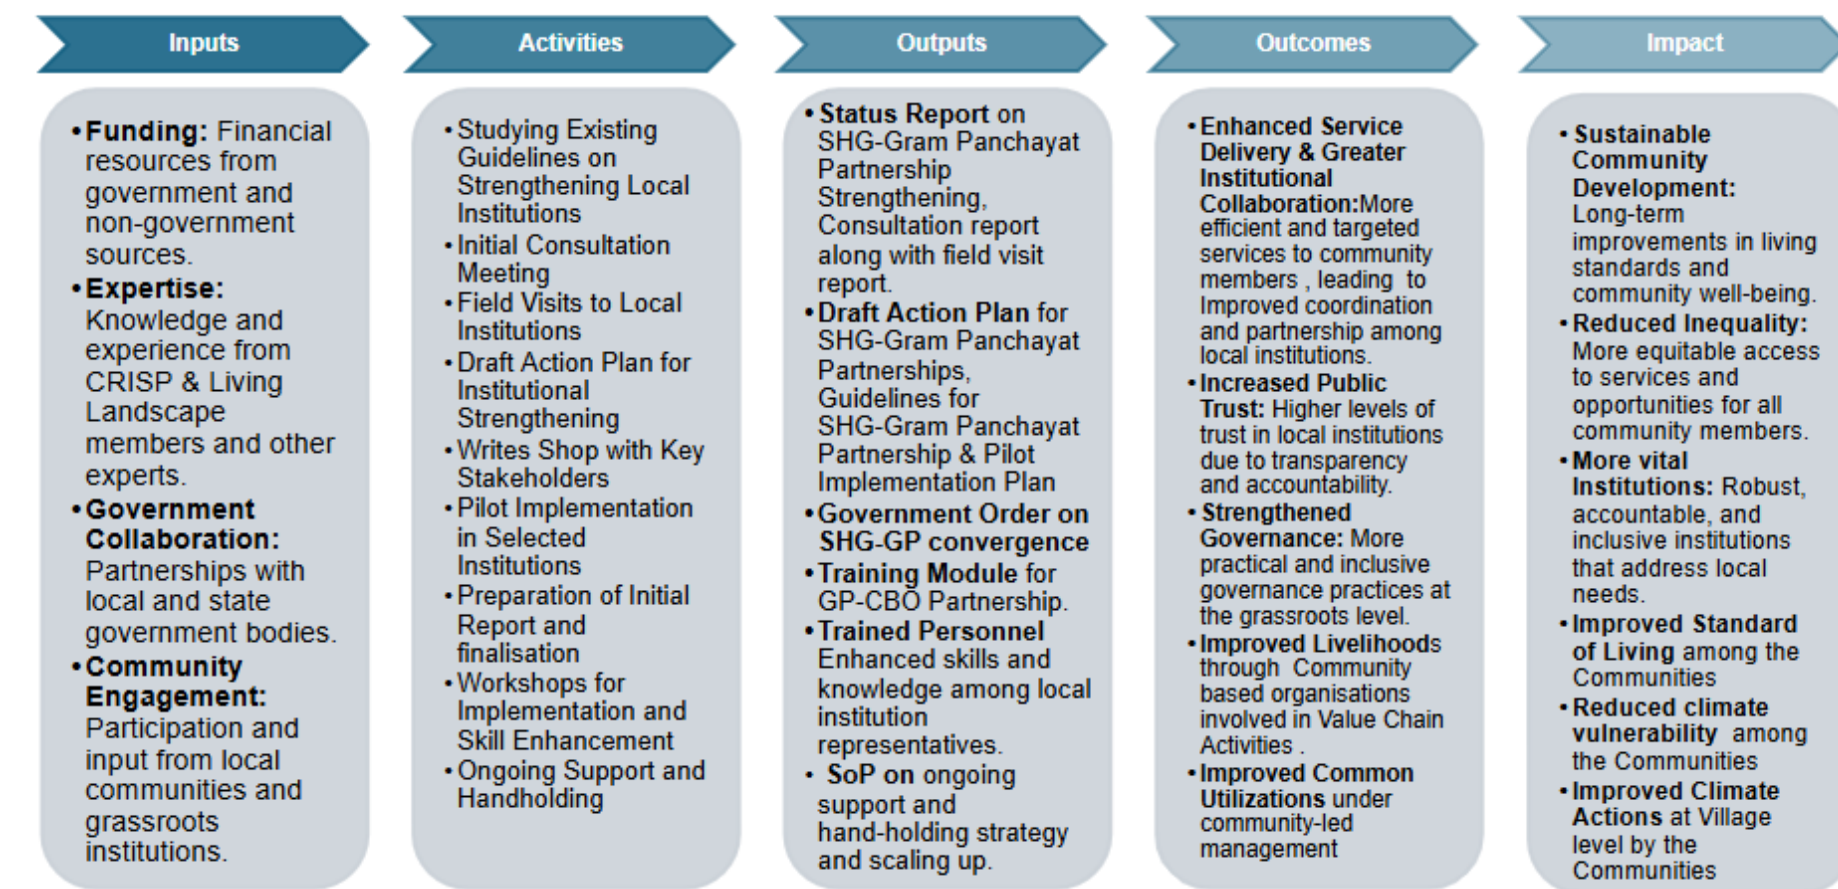 Inputs
•Funding: Financial
resources from
government and
non-government
sources.
•Expertise:
Knowledge and
experience from
CRISP & Living
Landscape
members and other
experts.
•Government
Collaboration:
Partnerships with
local and state
government bodies.
•Community
Engagement:
Participation and
input from local
communities and
grassroots
institutions.
Activities
•Studying Existing
Guidelines on
Strengthening Local
Institutions
•Initial Consultation
Meeting
•Field Visits to Local
Institutions
•Draft Action Plan for
Institutional
Strengthening
•Writes Shop with Key
Stakeholders
•Pilot Implementation
in Selected
Institutions
•Preparation of Initial
Report and
finalisation
•Workshops for
Implementation and
Skill Enhancement
•Ongoing Support and
Handholding
Outputs
•Status Report on
SHG-Gram Panchayat
Partnership
Strengthening,
Consultation report
along with field visit
report.
•Draft Action Plan for
SHG-Gram Panchayat
Partnerships,
Guidelines for
SHG-Gram Panchayat
Partnership & Pilot
Implementation Plan
•Government Order on
SHG-GP convergence
•Training Module for
GP-CBO Partnership.
•Trained Personnel
Enhanced skills and
knowledge among local
institution
representatives.
• SoP on ongoing
support and
hand-holding strategy
and scaling up.
Outcomes
•Enhanced Service
Delivery & Greater
Institutional
Collaboration:More
efficient and targeted
services to community
members , leading to
Improved coordination
and partnership among
local institutions.
•Increased Public
Trust: Higher levels of
trust in local institutions
due to transparency
and accountability.
• Strengthened
Governance: More
practical and inclusive
governance practices at
the grassroots level.
•Improved Livelihoods
through Community
based organisations
involved in Value Chain
Activities .
•Improved Common
Utilizations under
community-led
management
Impact
• Sustainable
Community
Development:
Long-term
improvements in living
standards and
community well-being.
•Reduced Inequality:
More equitable access
to services and
opportunities for all
community members.
•More vital
Institutions: Robust,
accountable, and
inclusive institutions
that address local
needs.
•Improved Standard
of Living among the
Communities
•Reduced climate
vulnerability among
the Communities
•Improved Climate
Actions at Village
level by the
Communities